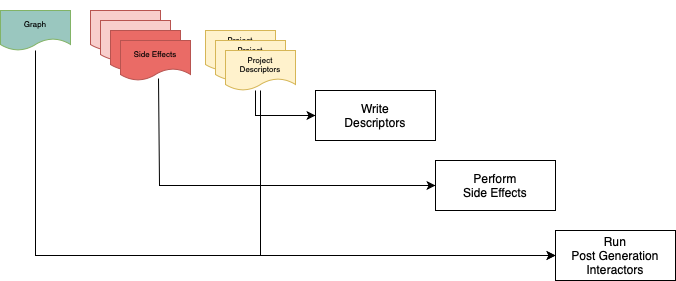 Graph
Side Effects
Project
Project
Project
Descriptors
Write
Descriptors
Perform
Side Effects
Run
Post Generation
Interactors